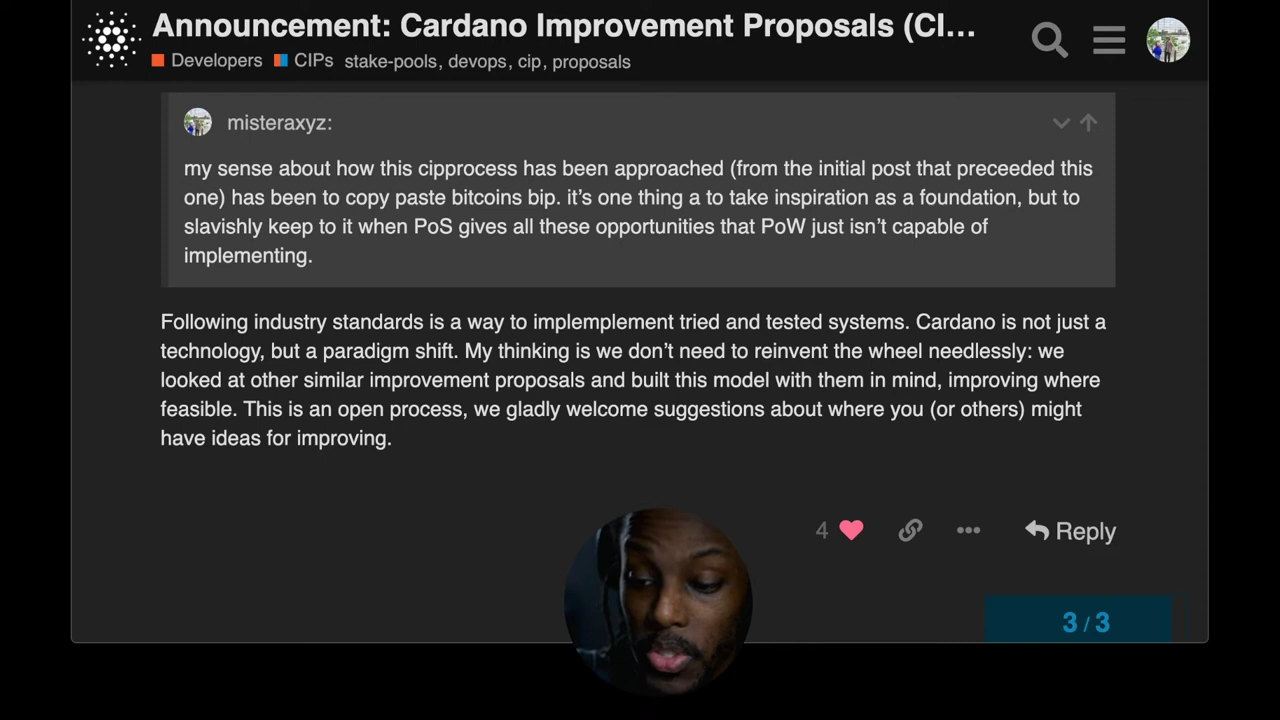 Announcement: Cardano Improvement Proposals (CI...
Developers CIPs stake-pools, devops, cip, proposals
misteraxyz:
my sense about how this cipprocess has been approached (from the initial post that preceeded this
one) has been to copy paste bitcoins bip. it’s one thing a to take inspiration as a foundation, but to
slavishly keep to it when PoS gives all these opportunities that PoW just isn’t capable of
implementing.
Following industry standards is a way to implemplement tried and tested systems. Cardano is not just a
technology, but a paradigm shift. My thinking is we don’t need to reinvent the wheel needlessly: we
looked at other similar improvement proposals and built this model with them in mind, improving where
feasible. This is an open process, we gladly welcome suggestions about where you (or others) might
have ideas for improving.
4
Reply
3 / 3